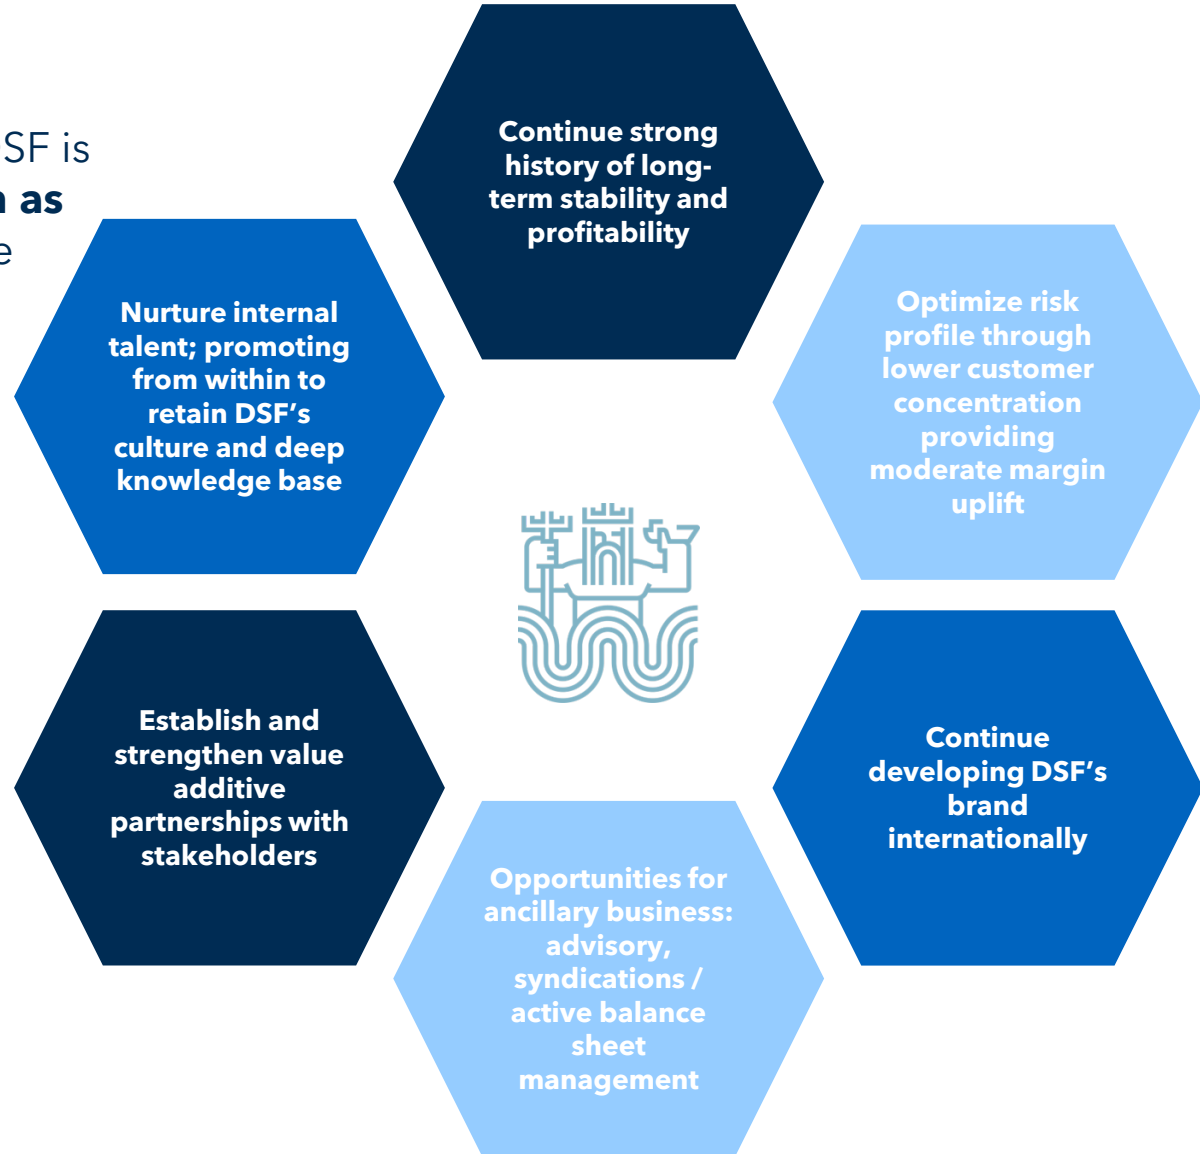 SF is
as
Continue strong
history of long-
term stability and
profitability
Nurture internal
talent; promoting
from within to
retain DSF's
culture and deep
knowledge base
Optimize risk
profile through
lower customer
concentration
providing
moderate margin
uplift
Establish and
strengthen value
additive
partnerships with
stakeholders
Continue
developing DSF's
brand
internationally
Opportunities for
ancillary business:
advisory,
syndications /
active balance
sheet
management